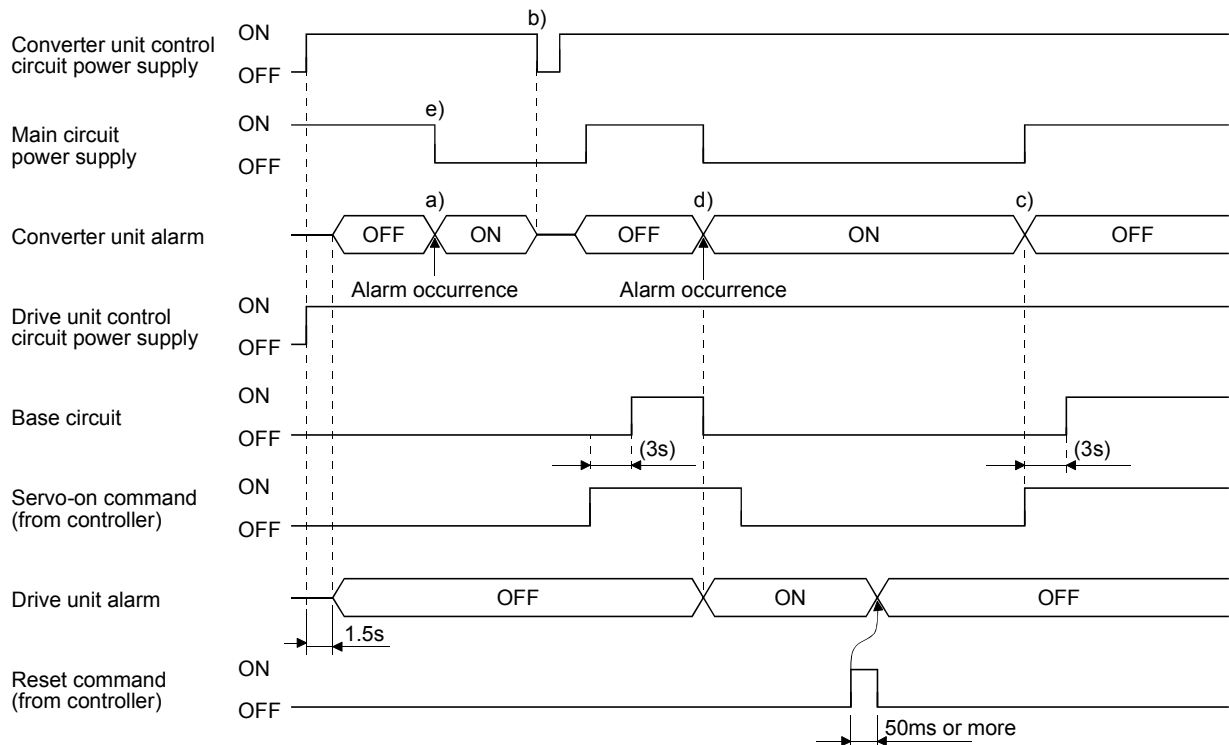 b)
Converter unit control
circuit power supply
ON
OFF
e)
Main circuit
power supply
ON
OFF
a)
d)
c)
Converter unit alarm
OFF
ON
OFF
ON
OFF
Alarm occurrence
Alarm occurrence
Drive unit control
circuit power supply
ON
OFF
Base circuit
ON
OFF
(3s)
(3s)
Servo-on command
(from controller)
ON
OFF
Drive unit alarm
OFF
ON
OFF
1.5s
Reset command
(from controller)
ON
OFF
50ms or more